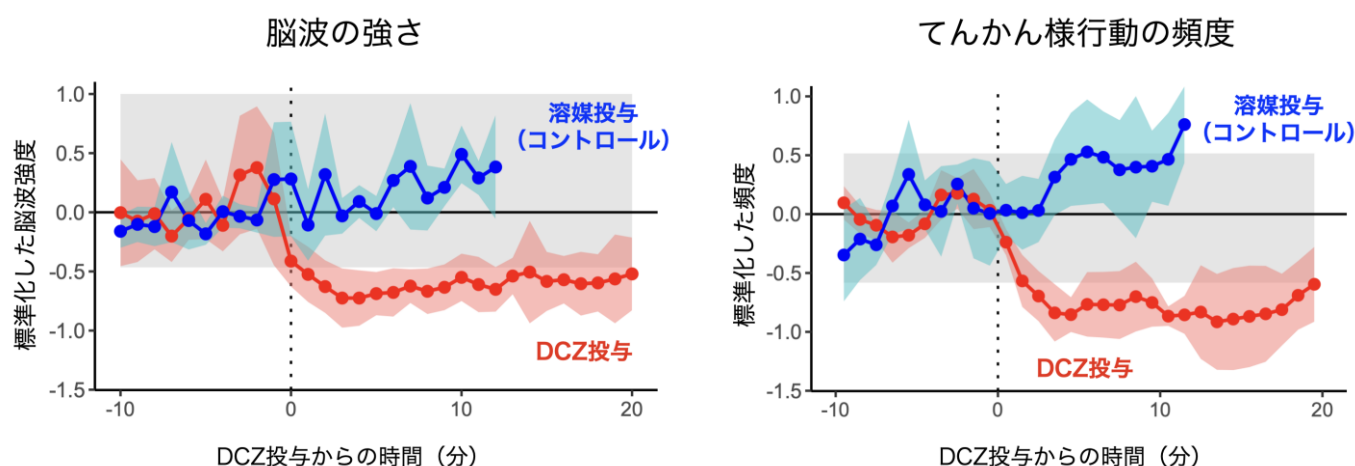 脳波の強さ
標準化した脳波強度
1.0
0.5
0.0
-0.5
-1.0
-1.5
溶媒投与
（コントロール）
DCZ投与
-10
0
10
20
DCZ投与からの時間（分）
てんかん様行動の頻度
標準化した頻度
1.0
0.5
0.0
-0.5
-1.0
-1.5
溶媒投与
（コントロール）
DCZ投与
-10
0
10
20
DCZ投与からの時間（分）